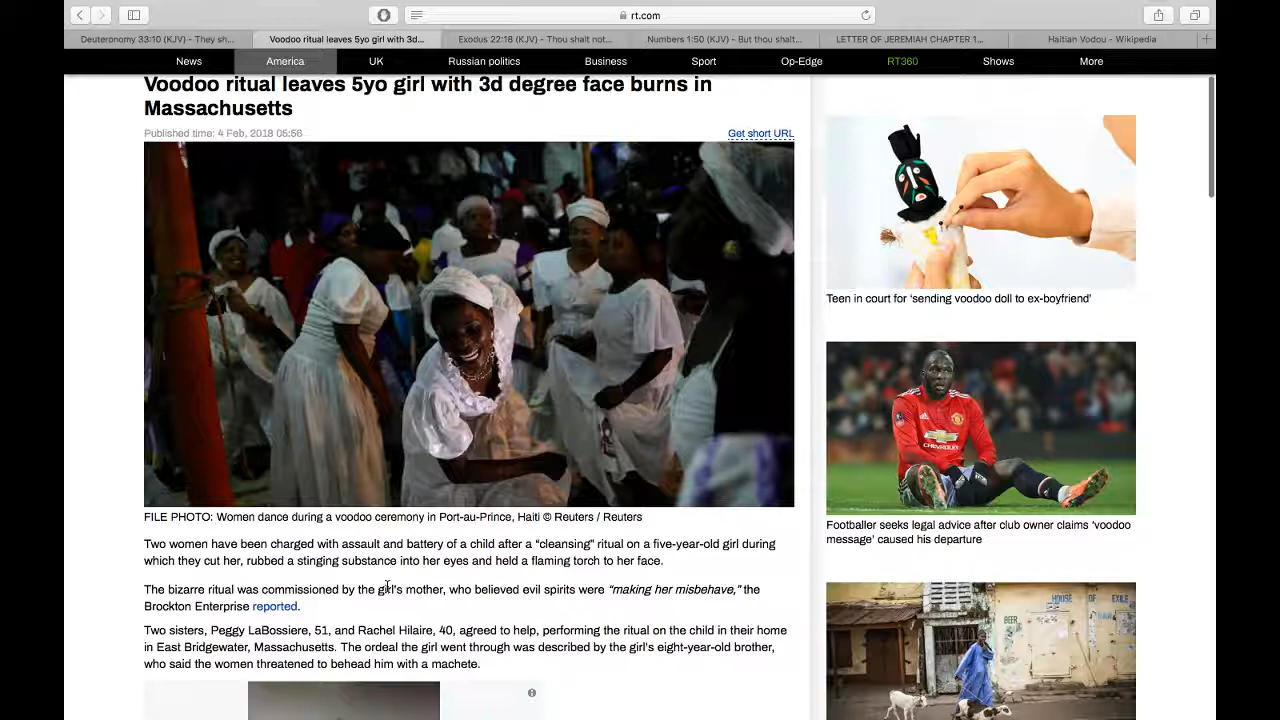 rt.com
Deuteronomy 33:10 (KJV) - They sh...
Voodoo ritual leaves 5yo girl with 3d...
Exodus 22:18 (KJV) - Thou shalt not...
Numbers 1:50 (KJV) - But thou shalt...
LETTER OF JEREMIAH CHAPTER 1...
Haitian Vodou - Wikipedia
News America UK Russian politics Business Sport Op-Edge RT360 Shows More
Voodoo ritual leaves 5yo girl with 3d degree face burns in
Massachusetts
Published time: 4 Feb, 2018 05:56
Get short URL
FILE PHOTO: Women dance during a voodoo ceremony in Port-au-Prince, Haiti © Reuters / Reuters
Two women have been charged with assault and battery of a child after a “cleansing” ritual on a five-year-old girl during
which they cut her, rubbed a stinging substance into her eyes and held a flaming torch to her face.
The bizarre ritual was commissioned by the girl's mother, who believed evil spirits were “making her misbehave,” the
Brockton Enterprise reported.
Two sisters, Peggy LaBossiere, 51, and Rachel Hilaire, 40, agreed to help, performing the ritual on the child in their home
in East Bridgewater, Massachusetts. The ordeal the girl went through was described by the girl's eight-year-old brother,
who said the women threatened to behead him with a machete.
Teen in court for ‘sending voodoo doll to ex-boyfriend’
CHEVROLET
Footballer seeks legal advice after club owner claims ‘voodoo
message’ caused his departure
HOUSE OF EXILE
BEER